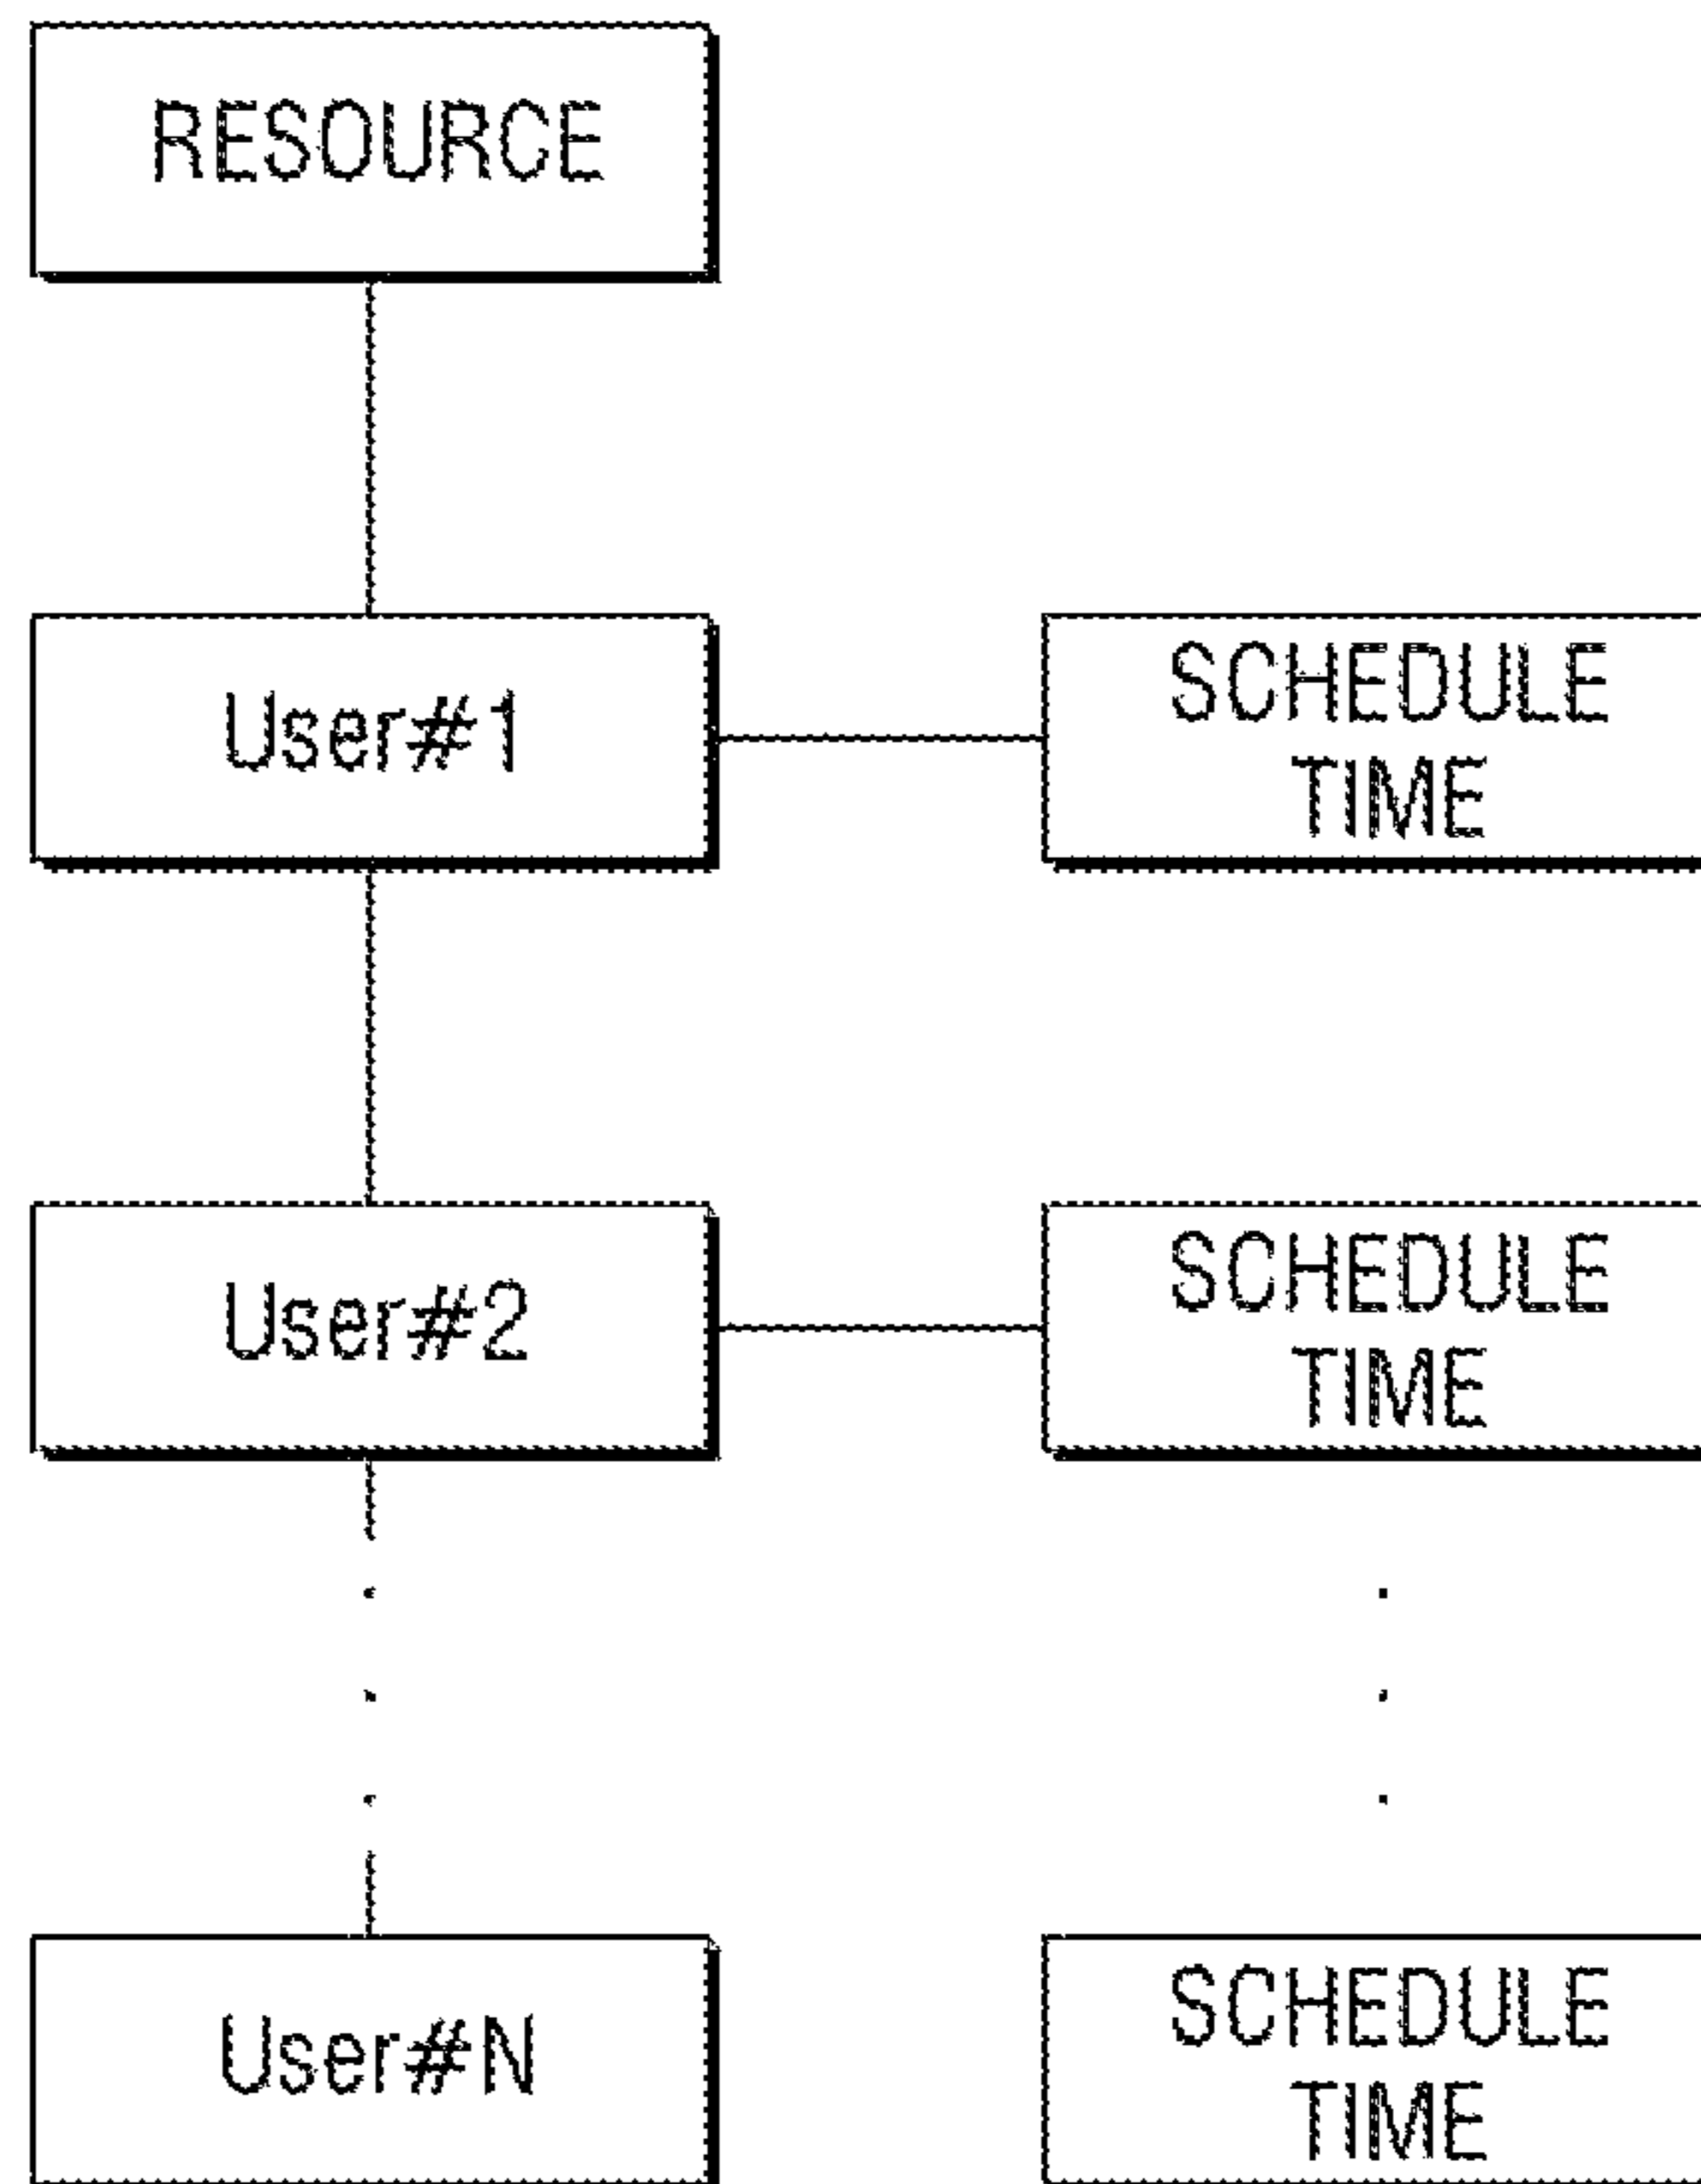 RESOURCE
User#1
SCHEDULE
TIME
User#2
SCHEDULE
TIME
User#N
SCHEDULE
TIME